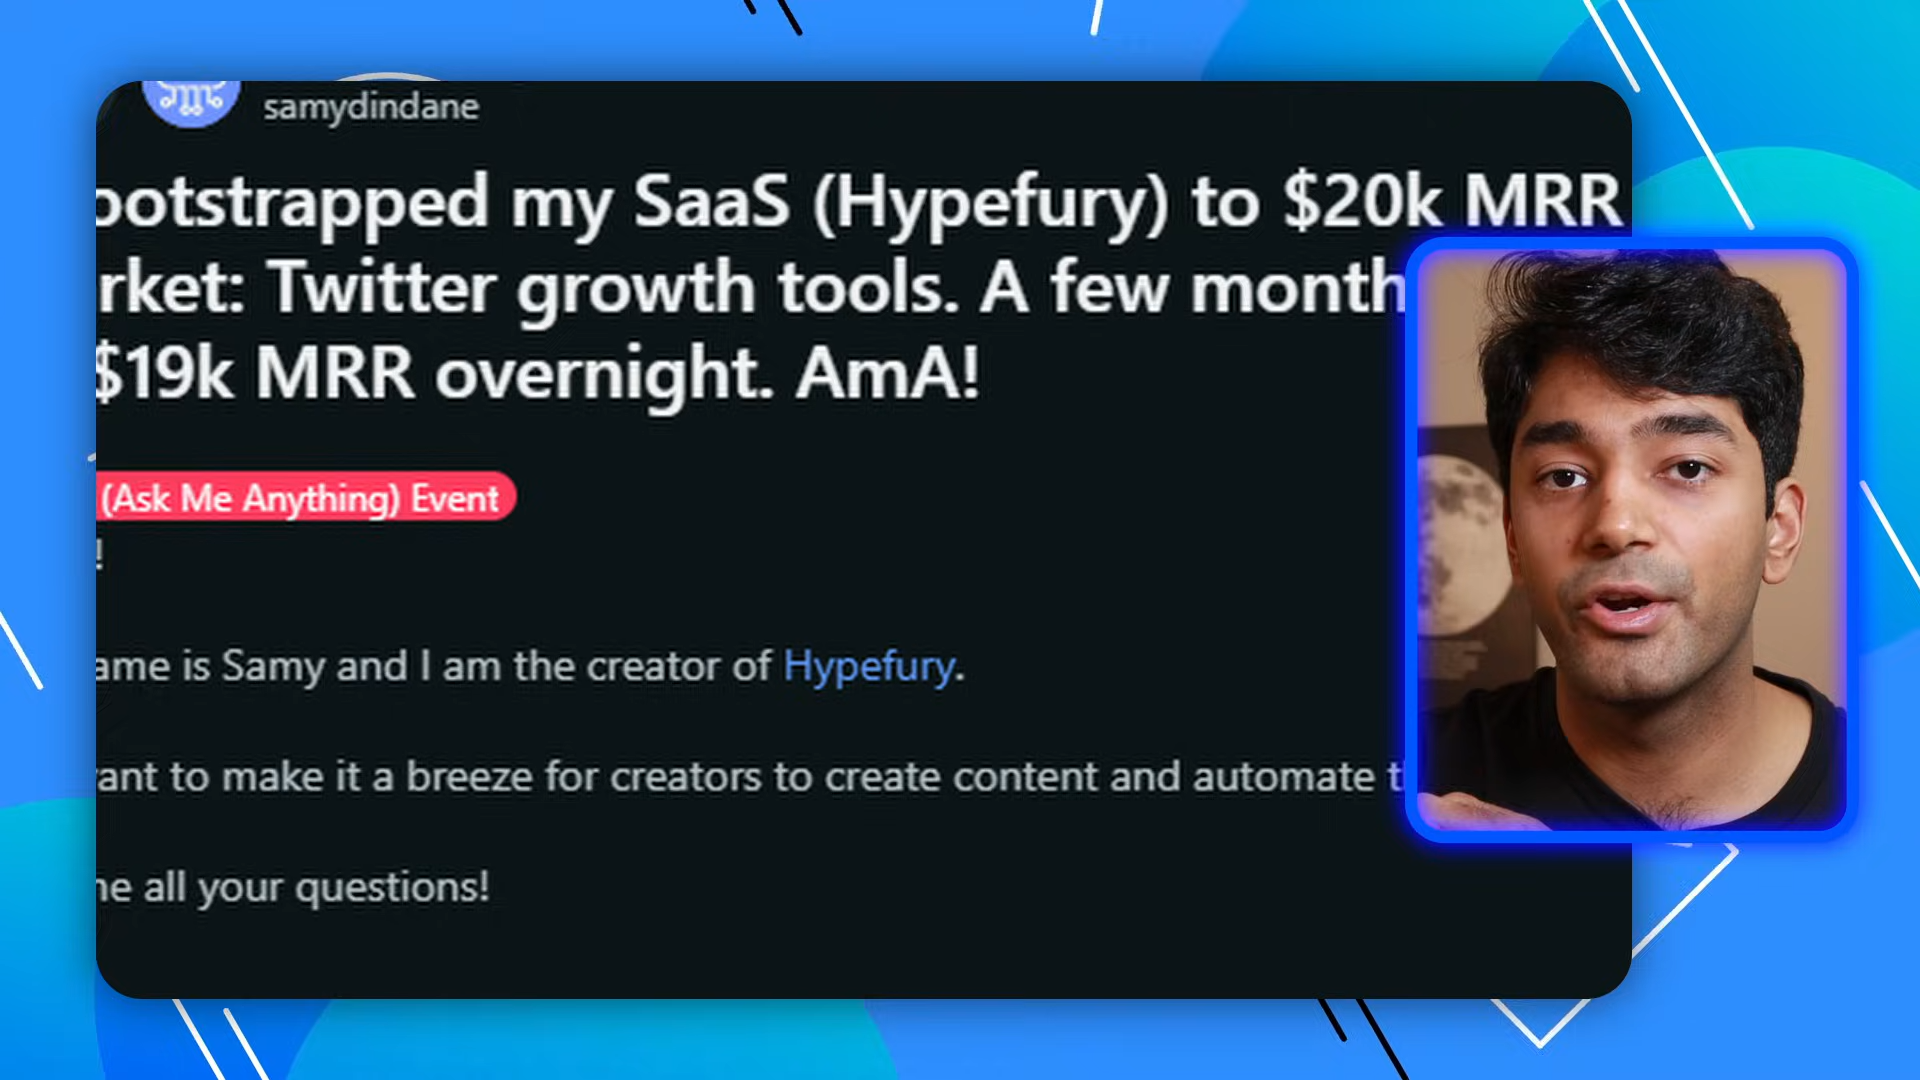 samydindane
ootstrapped my SaaS (Hypefury) to $20k MRR
rket: Twitter growth tools. A few month
$19k MRR overnight. AmA!
(Ask Me Anything) Event
!
ame is Samy and I am the creator of Hypefury.
ant to make it a breeze for creators to create content and automate t
ne all your questions!